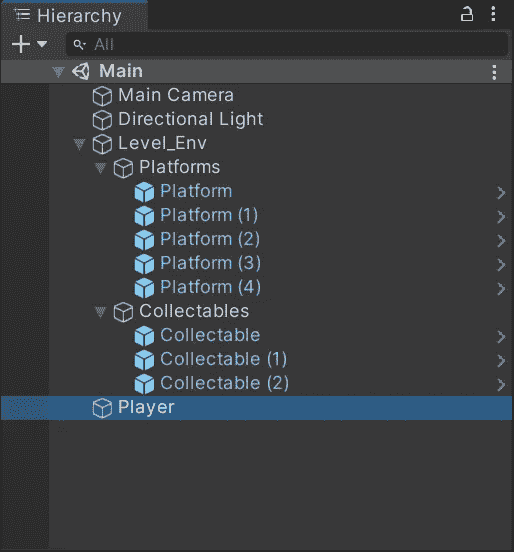 Hierarchy
All
Main
Main Camera
Directional Light
Level_Env
Platforms
Platform
Platform (1)
Platform (2)
Platform (3)
Platform (4)
Collectables
Collectable
Collectable (1)
Collectable (2)
Player